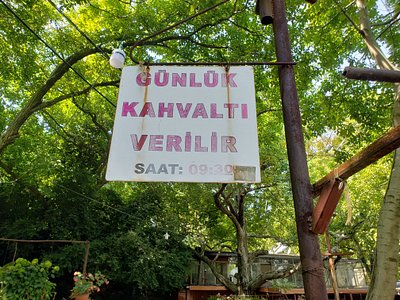 GÜNLÜK
KAHVALTI
VERİLİR
SAAT: 09:30